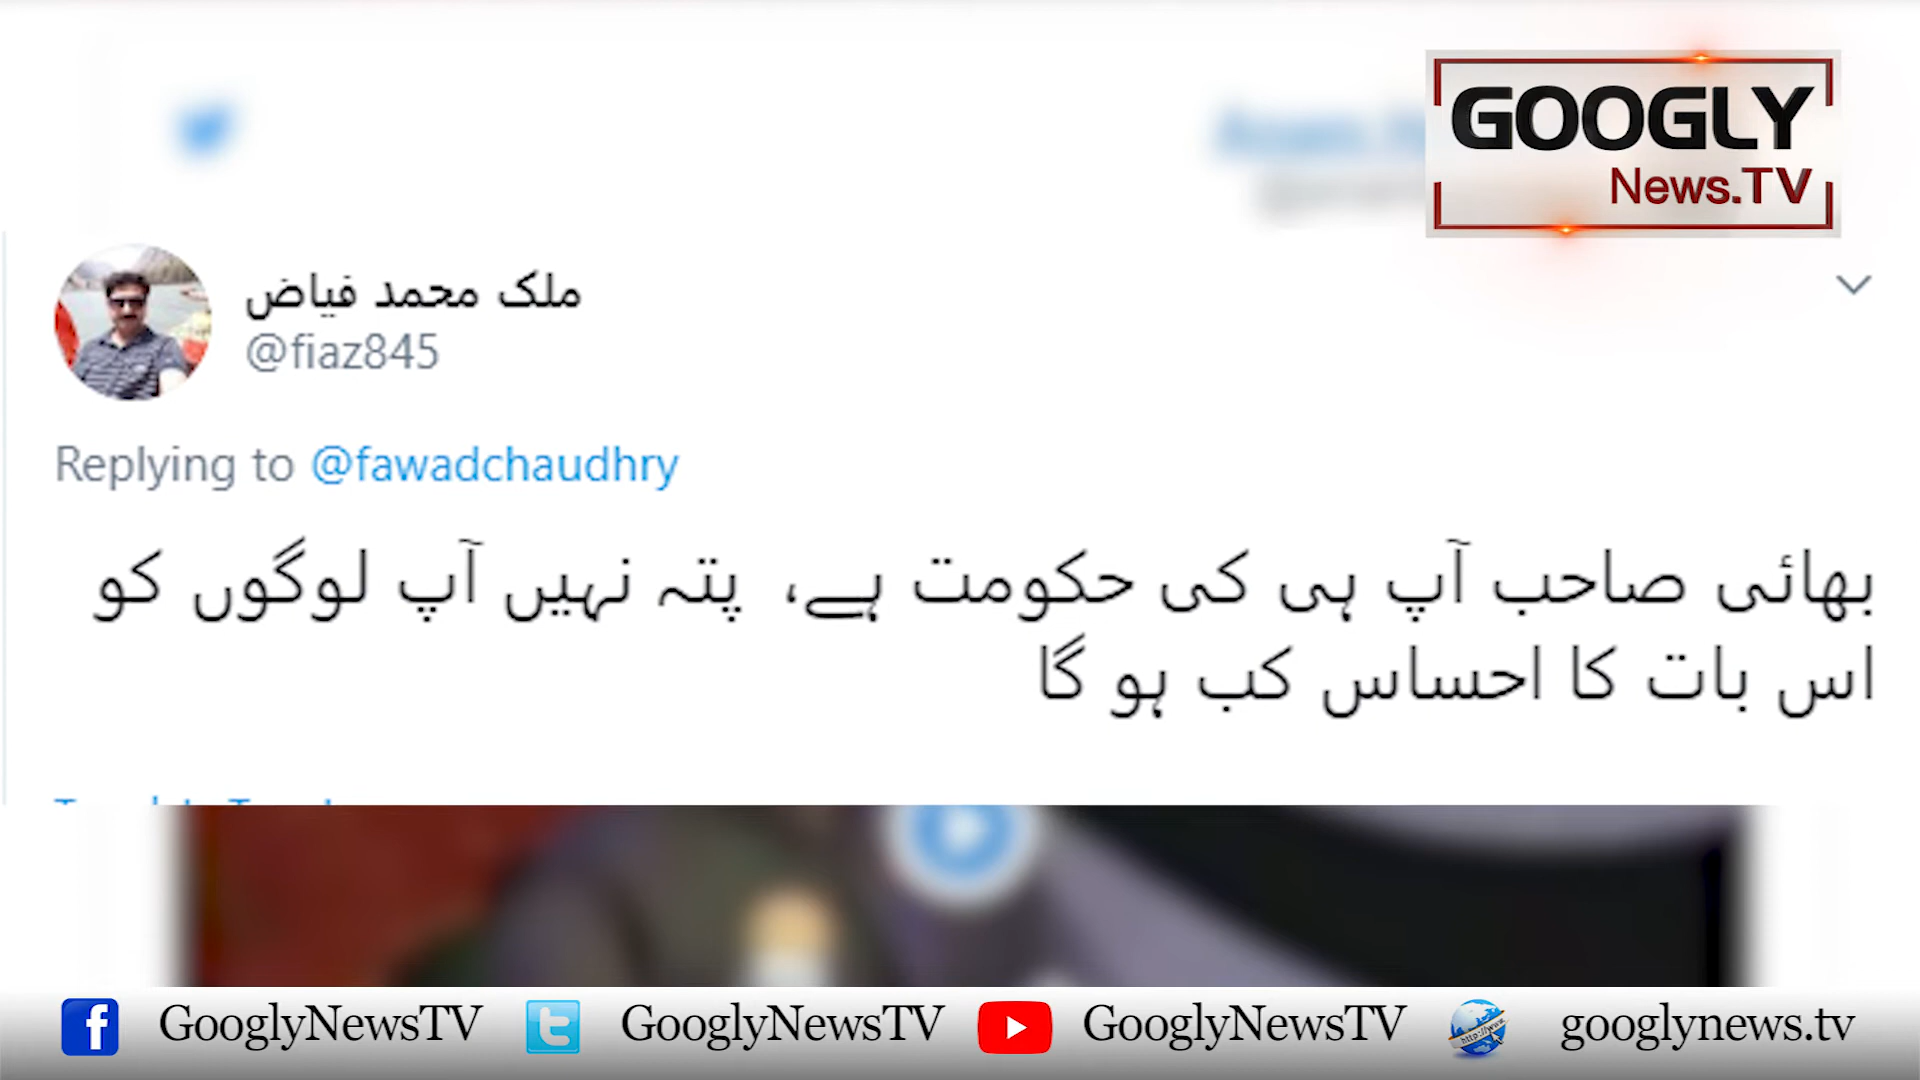 GOOGLY
News.TV
ملک محمد فیاض
@fiaz845
Replying to @fawadchaudhry
بھائی صاحب آپ ہی کی حکومت ہے، پتہ نہیں آپ لوگوں کو
اس بات کا احساس کب ہو گا
GooglyNewsTV GooglyNewsTV GooglyNewsTV googlynews.tv